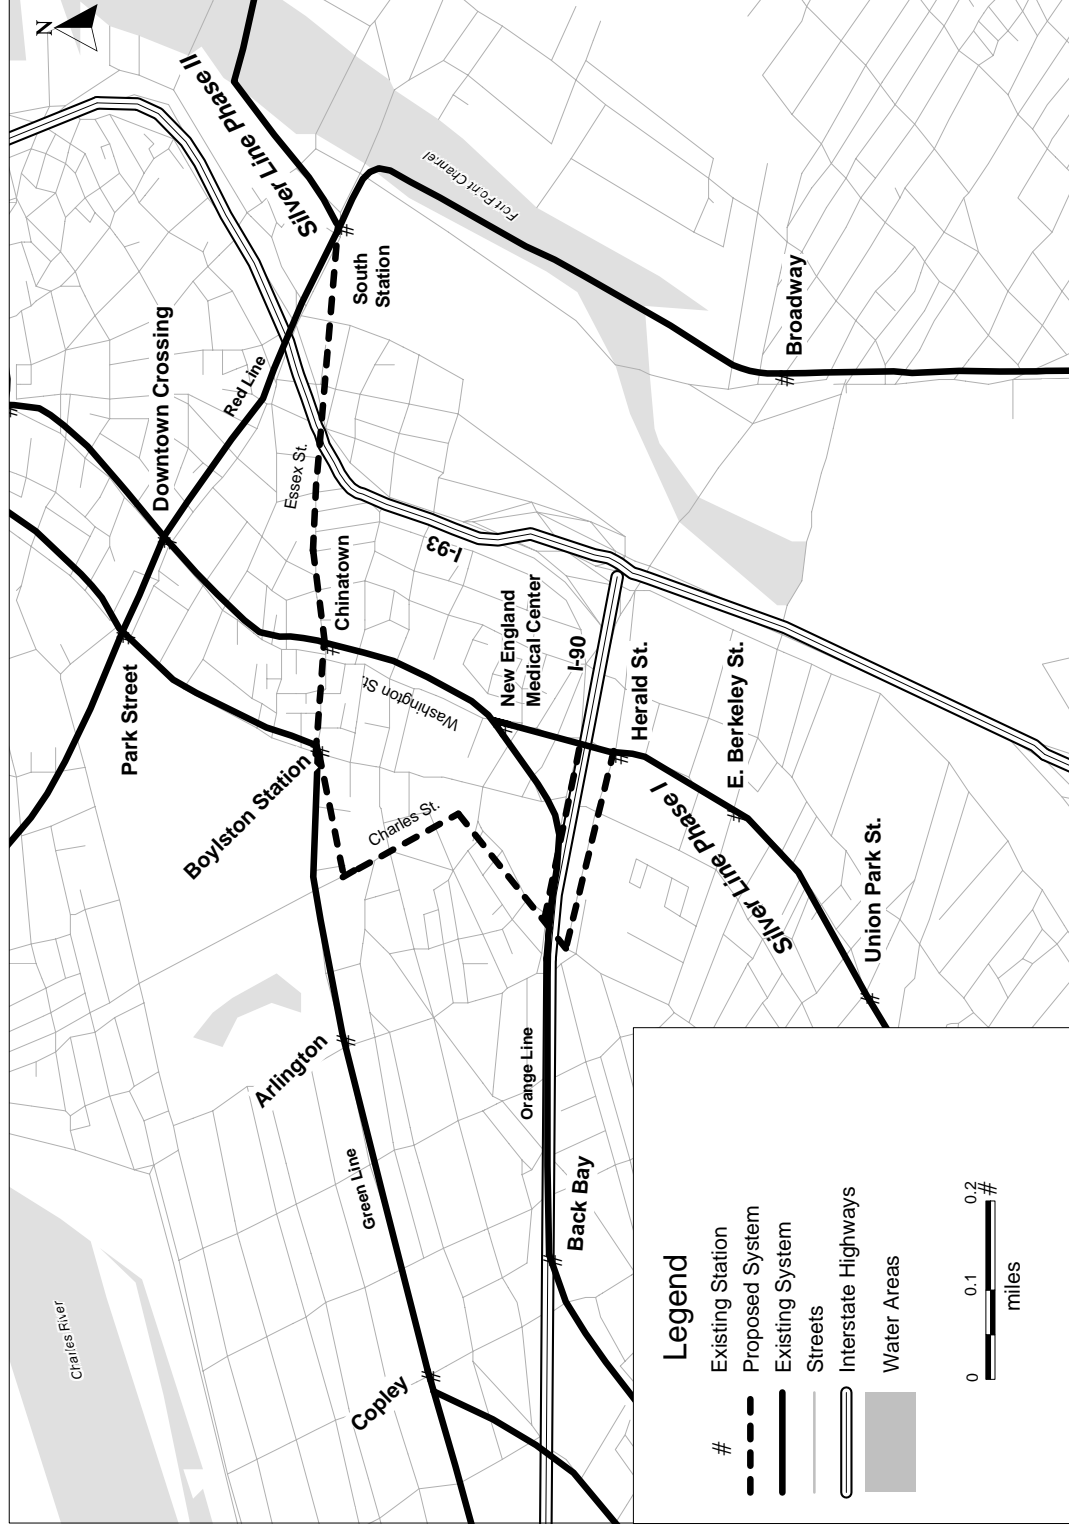 N
Silver Line Phase II
Fort Point Channel
South
Station
Broadway
Downtown Crossing
Red Line
Essex St.
I-93
Chinatown
Park Street
Washington St.
New England
Medical Center
I-90
Herald St.
E. Berkeley St.
Boylston Station
Charles St.
Silver Line Phase I
Union Park St.
Arlington
Green Line
Orange Line
Back Bay
Copley
Charles River
Legend
# Existing Station
Proposed System
Existing System
Streets
Interstate Highways
Water Areas
0 0.1 0.2
#
miles